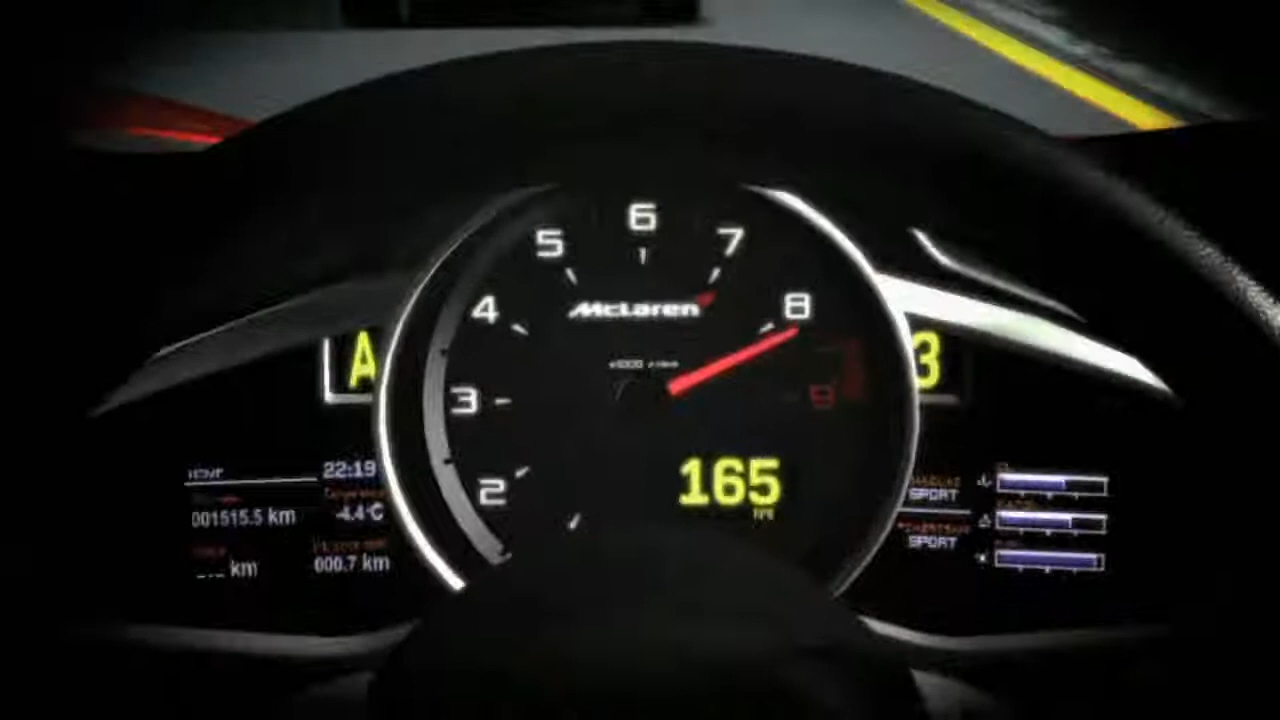 6
5
7
4
McLaren
8
A
3
3
9
2
165
22:19
SPORT
001515.5 km
-4.4°C
SPORT
km
000.7 km